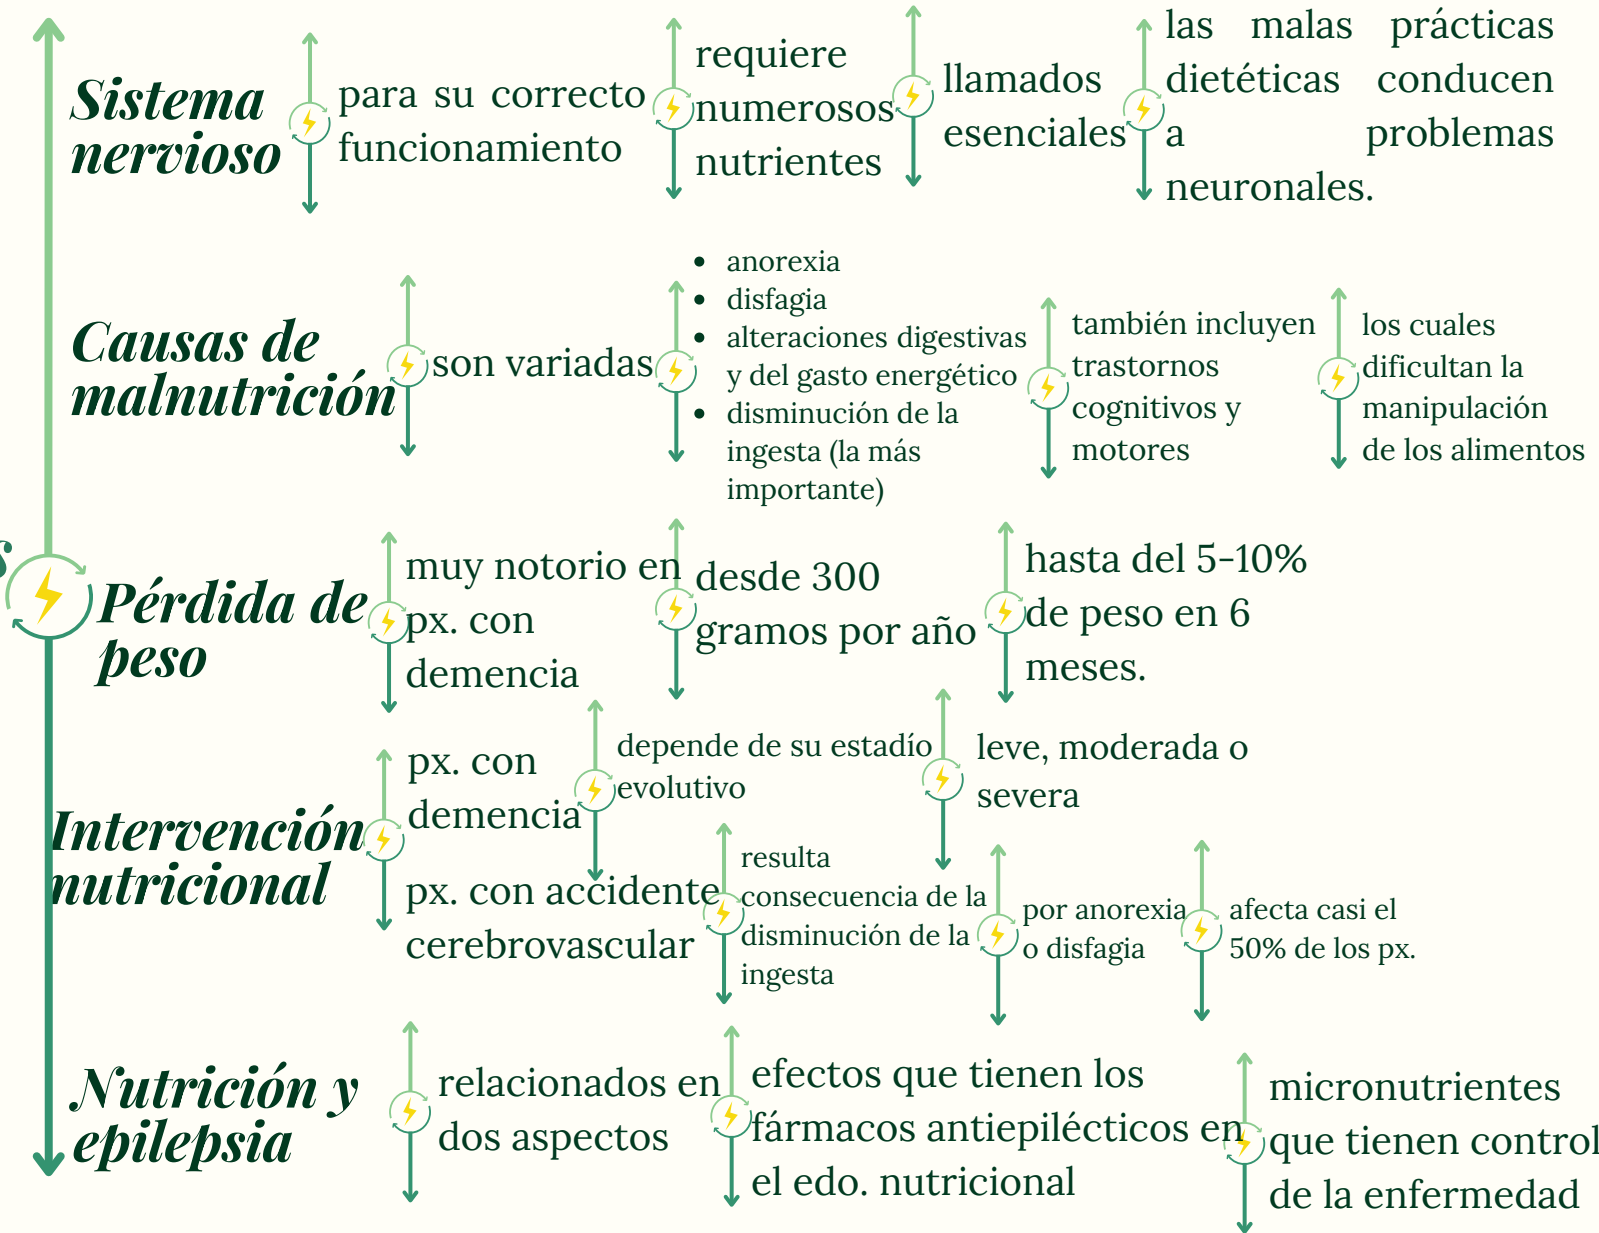 Sistema
nervioso
para su correcto
funcionamiento
requiere
numerosos
nutrientes
llamados
esenciales
las malas prácticas
dietéticas conducen
a problemas
neuronales.
Causas de
malnutrición
son variadas
anorexia
disfagia
alteraciones digestivas
y del gasto energético
disminución de la
ingesta (la más
importante)
también incluyen
trastornos
cognitivos y
motores
los cuales
dificultan la
manipulación
de los alimentos
s
Pérdida de
peso
muy notorio en
px. con
demencia
desde 300
gramos por año
hasta del 5-10%
de peso en 6
meses.
Intervención
nutricional
px. con
demencia
depende de su estadío
evolutivo
leve, moderada o
severa
px. con accidente
cerebrovascular
resulta
consecuencia de la
disminución de la
ingesta
por anorexia
o disfagia
afecta casi el
50% de los px.
Nutrición y
epilepsia
relacionados en
dos aspectos
efectos que tienen los
fármacos antiepilécticos en
el edo. nutricional
micronutrientes
que tienen control
de la enfermedad